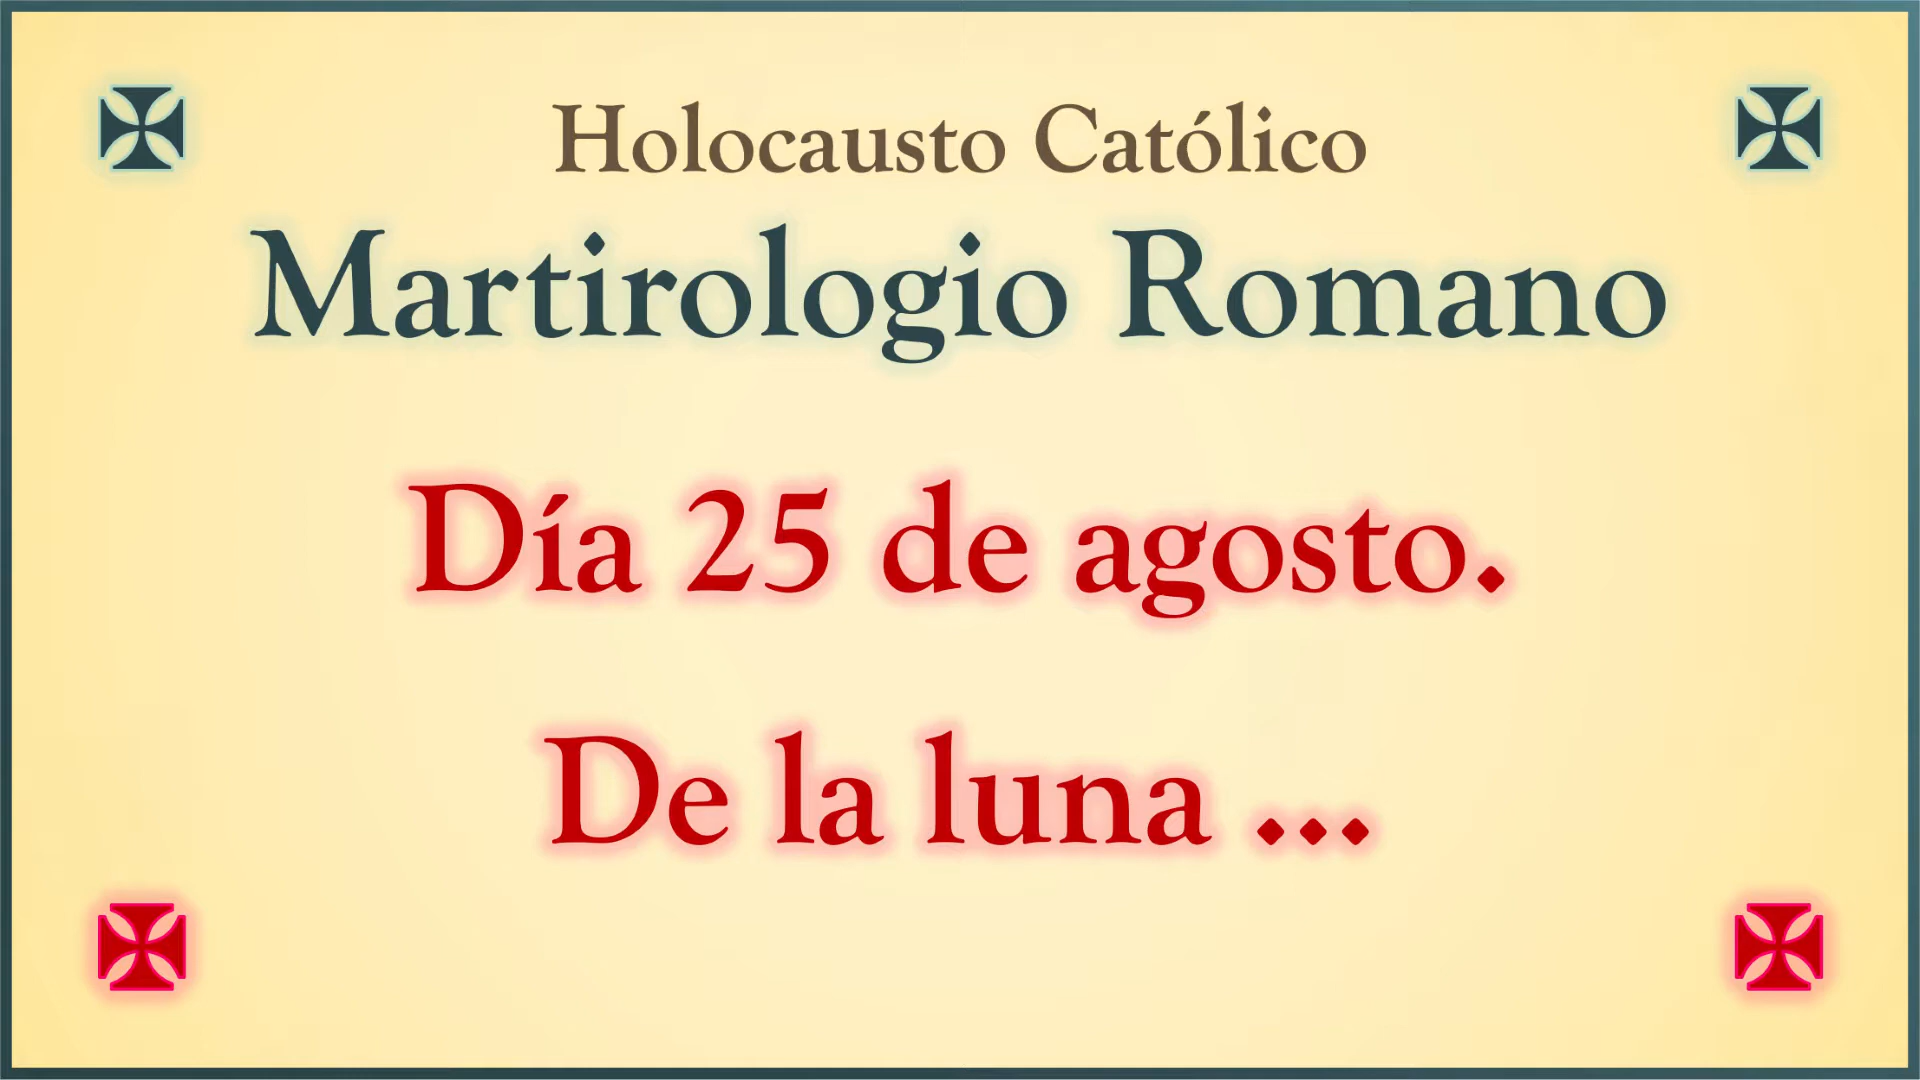 Holocausto Católico
Martirologio Romano
Día 25 de agosto.
De la luna ...